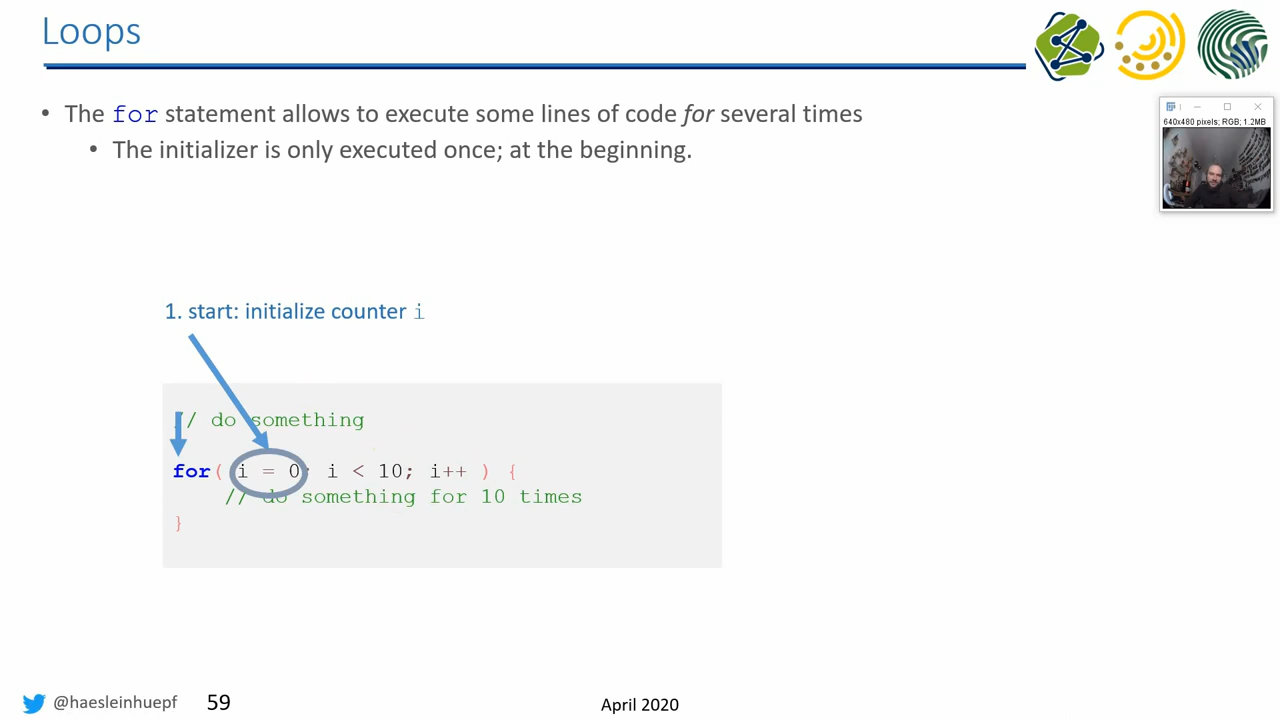 Loops
• The for statement allows to execute some lines of code for several times
• The initializer is only executed once; at the beginning.
640x480 pixels; RGB; 1.2MB
1. start: initialize counter i
// do something
for( i = 0; i < 10; i++ ) {
// do something for 10 times
}
@haesleinhuepf
59
April 2020